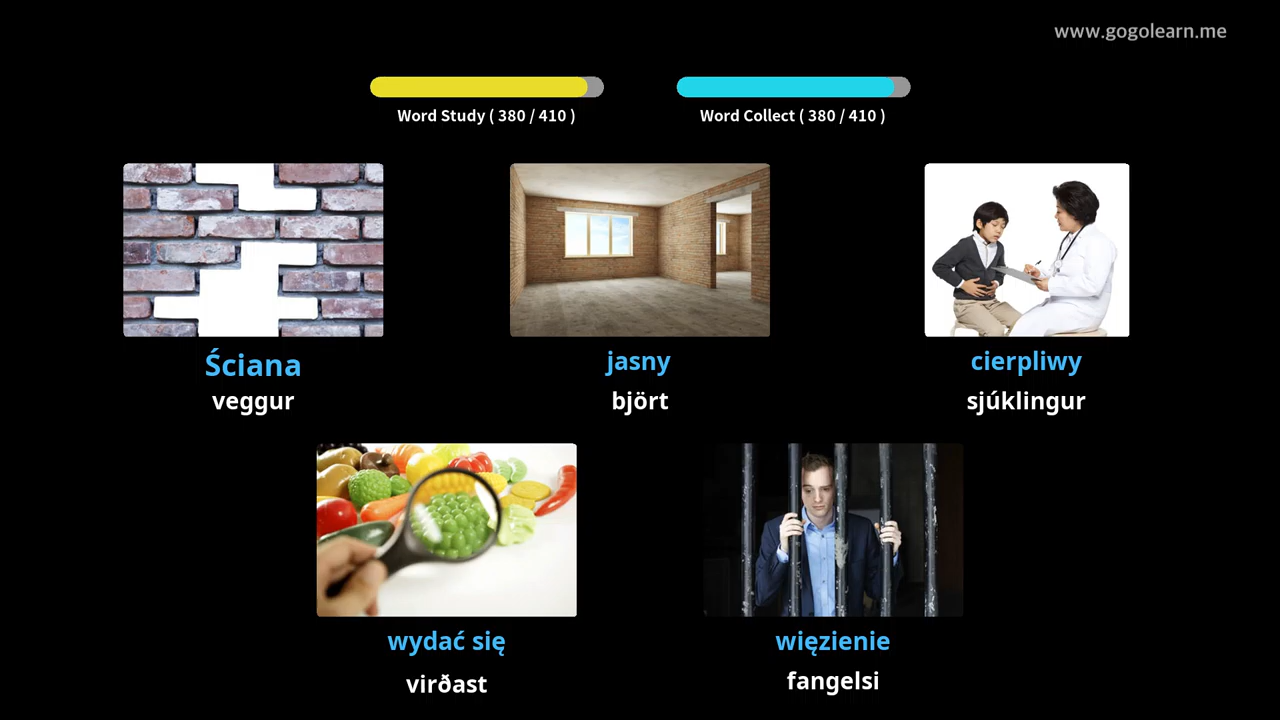 www.gogolearn.me
Word Study ( 380 / 410 )
Word Collect ( 380 / 410 )
Ściana
veggur
jasny
björt
cierpliwy
sjúklingur
wydać się
virðast
więzienie
fangelsi